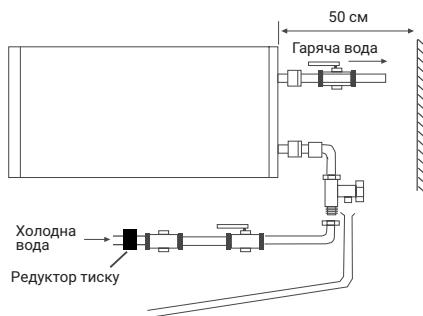 50 см
Гаряча вода
Холодна
вода
Редуктор тиску